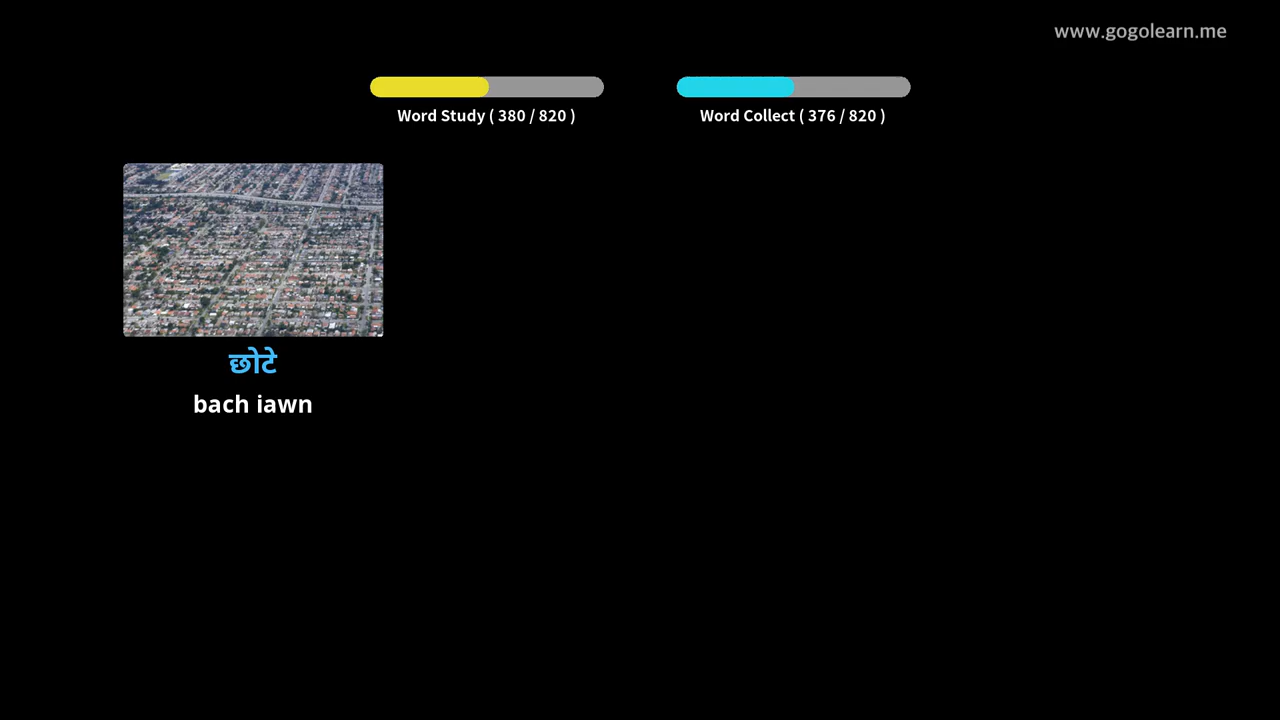 www.gogolearn.me
Word Study ( 380 / 820 )
Word Collect ( 376 / 820 )
छोटे
bach iawn